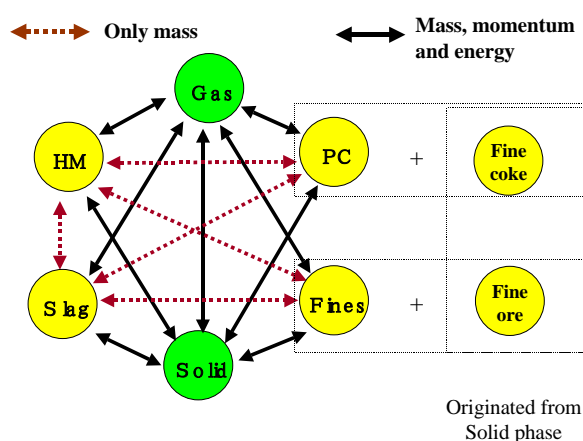 Only mass
Mass, momentum
and energy
Gas
HM
PC
+
Fine
coke
Slag
Fines
+
Fine
ore
Solid
Originated from
Solid phase